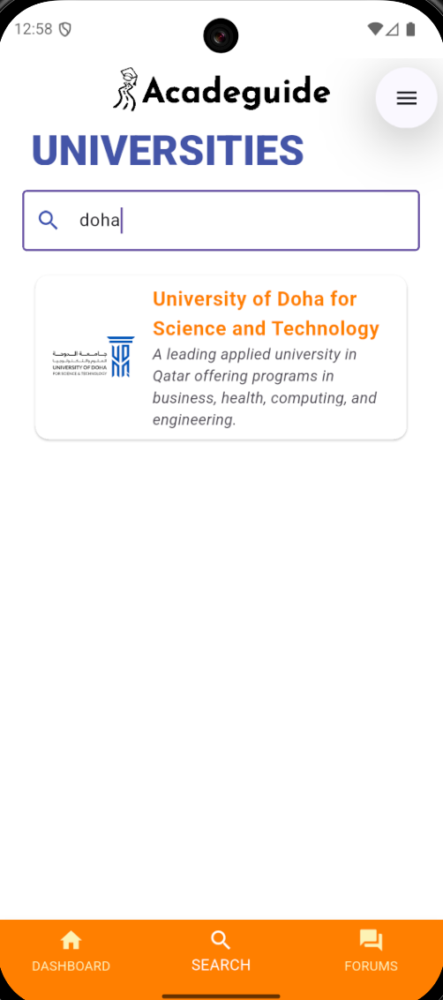 12:58
Acadeguide
UNIVERSITIES
doha
University of Doha for
Science and Technology
A leading applied university in
Qatar offering programs in
business, health, computing, and
engineering.
جامعة الدوحة
للعلوم والتكنولوجيا
UNIVERSITY OF DOHA
FOR SCIENCE & TECHNOLOGY
DASHBOARD
SEARCH
FORUMS